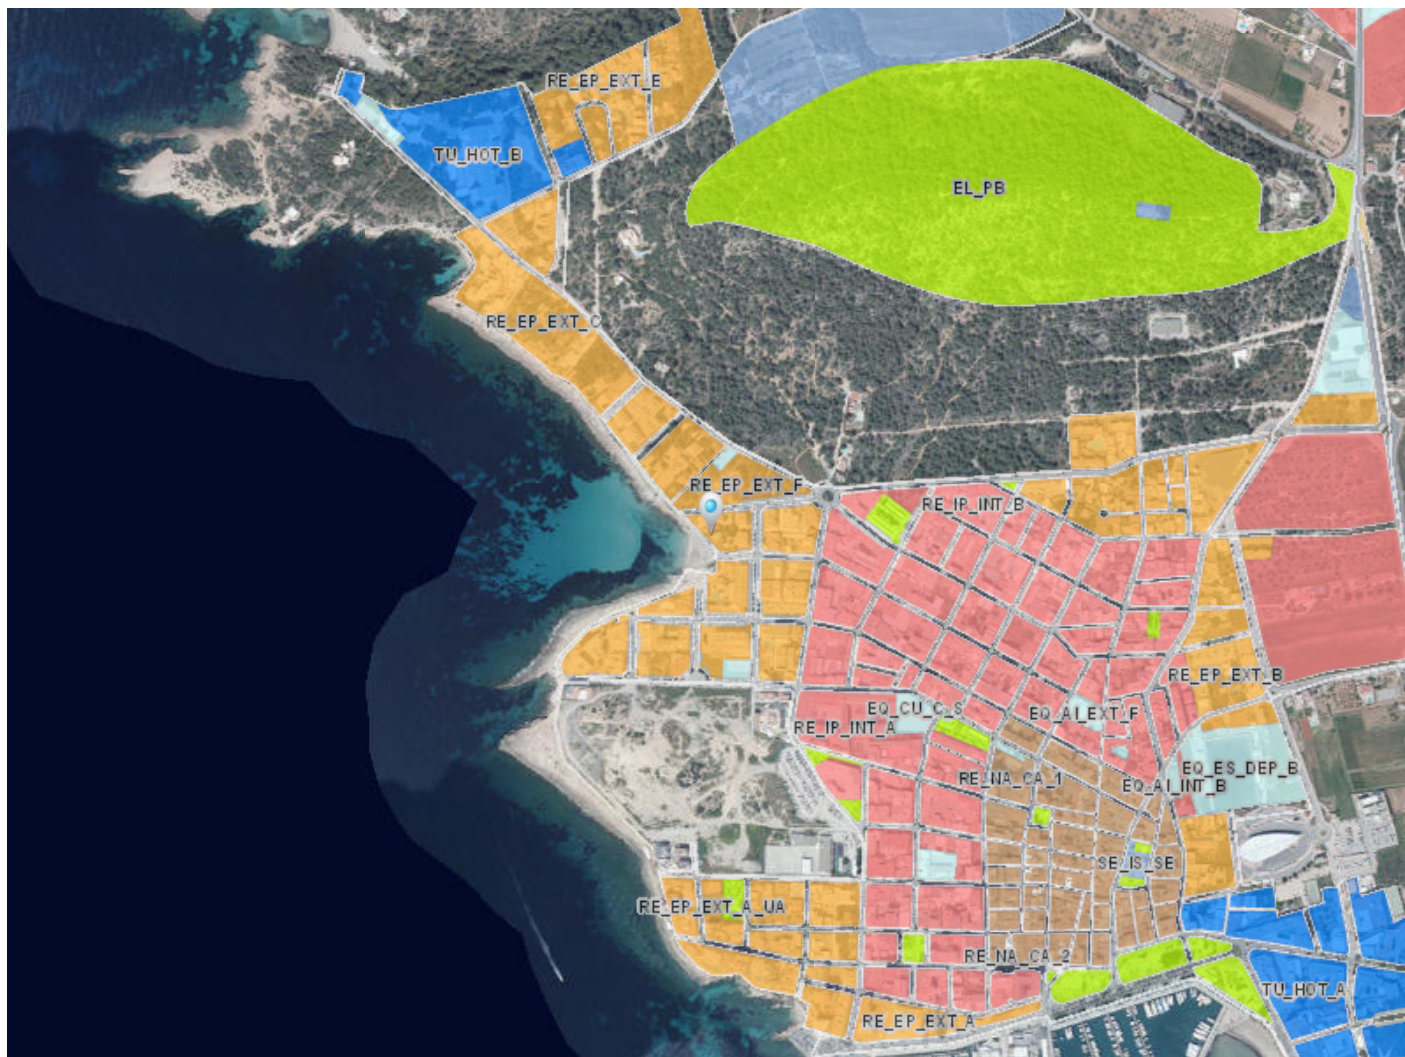 RE_EP_EXT_E
TU_HOT_B
EL_PB
RE_EP_EXT_C
RE_EP_EXT_F
RE_IP_INT_B
RE_EP_EXT_B
EQ_CU_C_S
EQ_AI_EXT_F
RE_IP_INT_A
EQ_ES_DEP_B
RE_NA_CA_1
EQ_AI_INT_B
SE_IS_SE
RE_EP_EXT_A_UA
RE_NA_CA_2
TU_HOT_A
RE_EP_EXT_A